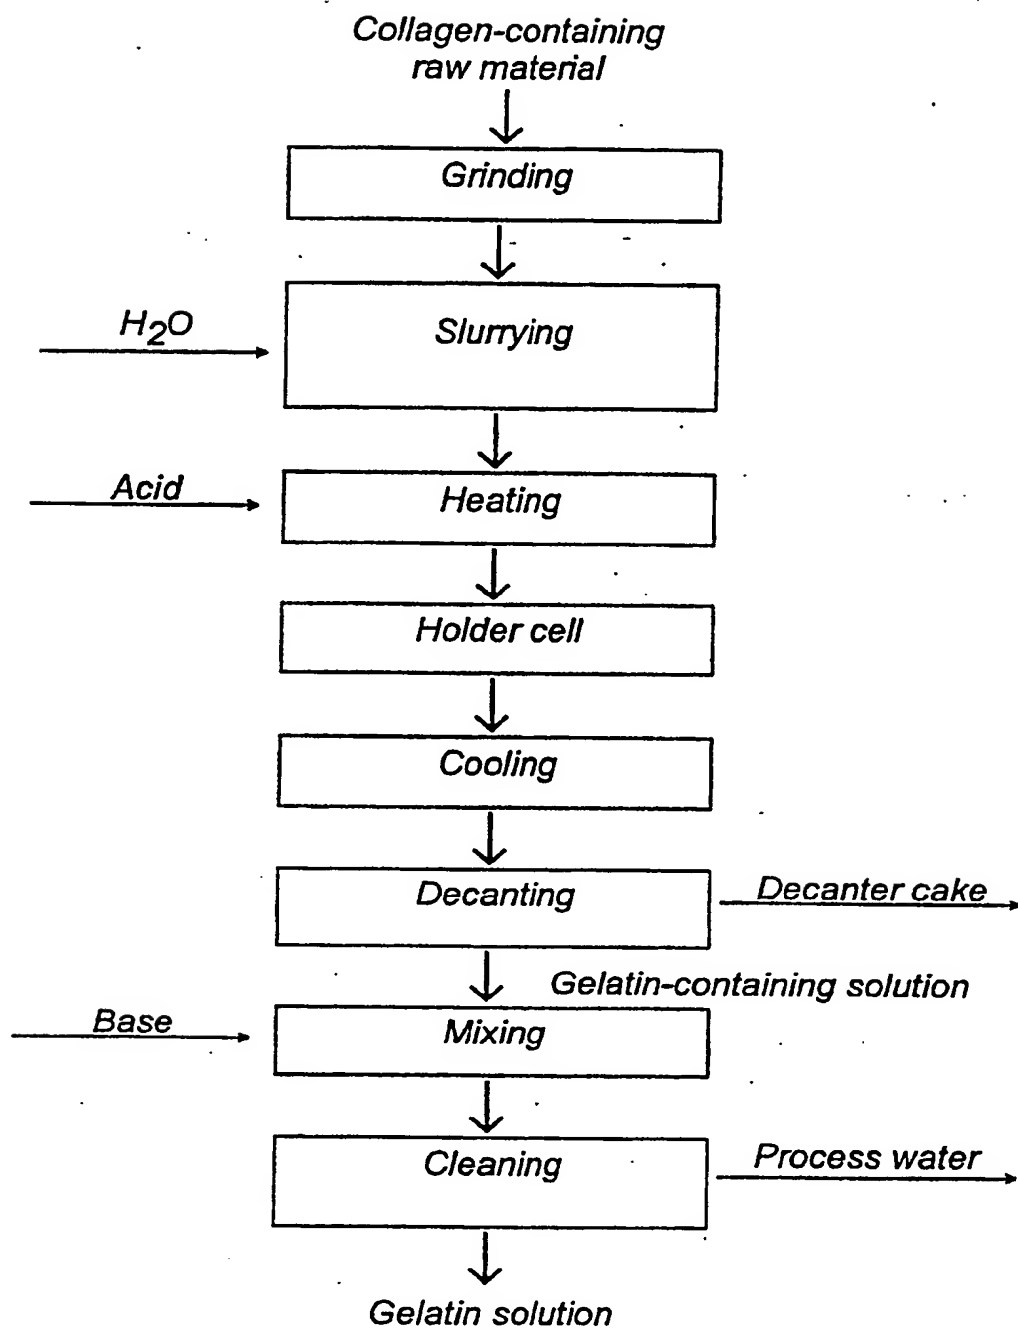 Collagen-containing
raw material
Grinding
H₂O
Slurrying
Acid
Heating
Holder cell
Cooling
Decanting
Decanter cake
Gelatin-containing solution
Base
Mixing
Cleaning
Process water
Gelatin solution